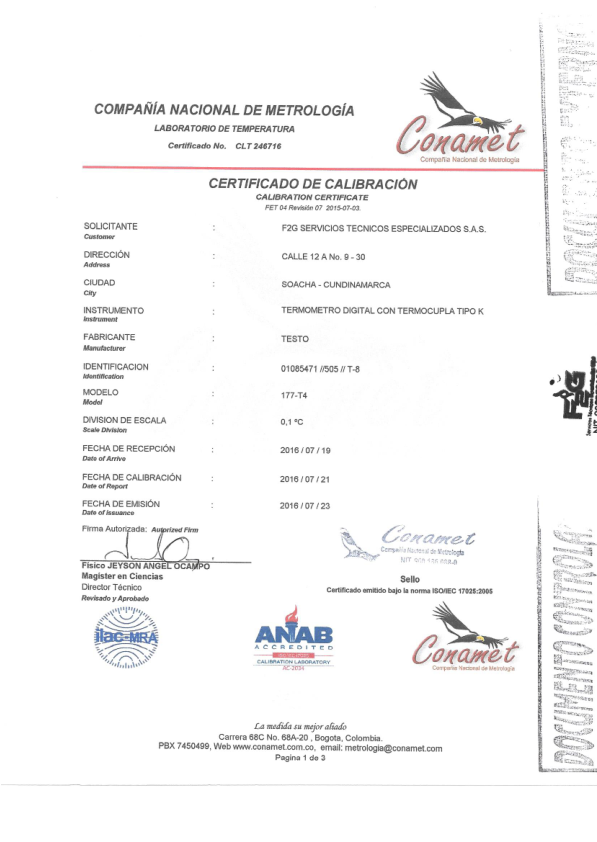 COMPAÑÍA NACIONAL DE METROLOGÍA
LABORATORIO DE TEMPERATURA
Certificado No. CLT 246716
Conamet
Compañía Nacional de Metrología
CERTIFICADO DE CALIBRACIÓN
CALIBRATION CERTIFICATE
FET 04 Revisión 07 2015-07-03.
SOLICITANTE : F2G SERVICIOS TECNICOS ESPECIALIZADOS S.A.S.
Customer
DIRECCIÓN : CALLE 12 A No. 9 - 30
Address
CIUDAD : SOACHA - CUNDINAMARCA
City
INSTRUMENTO : TERMOMETRO DIGITAL CON TERMOCUPLA TIPO K
Instrument
FABRICANTE : TESTO
Manufacturer
IDENTIFICACION : 01085471 //505 // T-8
Identification
MODELO : 177-T4
Model
DIVISION DE ESCALA : 0,1 ºC
Scale Division
FECHA DE RECEPCIÓN : 2016 / 07 / 19
Date of Arrive
FECHA DE CALIBRACIÓN : 2016 / 07 / 21
Date of Report
FECHA DE EMISIÓN : 2016 / 07 / 23
Date of Issuance
Firma Autorizada: Autorized Firm
Físico JEYSON ANGEL OCAMPO
Magister en Ciencias
Director Técnico
Revisado y Aprobado
Conamet
Compañía Nacional de Metrología
NIT
Sello
Certificado emitido bajo la norma ISO/IEC 17025:2005
ilac-MRA
ANAB
ACCREDITED
CALIBRATION LABORATORY
Conamet
Compañía Nacional de Metrología
La medida su mejor aliado
Carrera 68C No. 68A-20 , Bogota, Colombia.
PBX 7450499, Web www.conamet.com.co, email: metrologia@conamet.com
Pagina 1 de 3
F2G
DOCUMENTO CONTROLADO